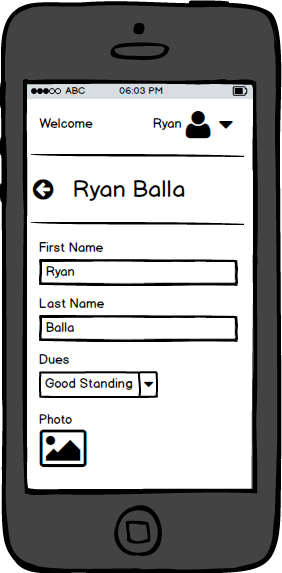 ABC 06:03 PM
Welcome Ryan
Ryan Balla
First Name
Ryan
Last Name
Balla
Dues
Good Standing
Photo